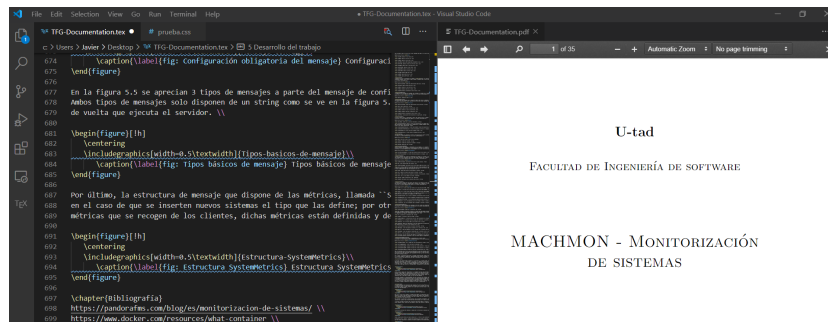 File Edit Selection View Go Run Terminal Help
● TFG-Documentation.tex - Visual Studio Code
TFG-Documentation.tex ●
# prueba.css
c: > Users > Javier > Desktop > TFG-Documentation.tex > 5 Desarrollo del trabajo
674 \caption{\label{fig: Configuración obligatoria del mensaje} Configuraci
675 \end{figure}
676
677 En la figura 5.5 se aprecian 3 tipos de mensajes a parte del mensaje de confi
678 Ambos tipos de mensajes solo disponen de un string como se ve en la figura 5.
679 de vuelta que ejecuta el servidor. \\
680
681 \begin{figure}[!h]
682 \centering
683 \includegraphics[width=0.5\textwidth]{Tipos-basicos-de-mensaje}\\
684 \caption{\label{fig: Tipos básicos de mensaje} Tipos básicos de mensaje
685 \end{figure}
686
687 Por último, la estructura de mensaje que dispone de las métricas, llamada ``S
688 en el caso de que se inserten nuevos sistemas el tipo que las define; por otr
689 métricas que se recogen de los clientes, dichas métricas están definidas y de
690
691 \begin{figure}[!h]
692 \centering
693 \includegraphics[width=0.5\textwidth]{Estructura-SystemMetrics}\\
694 \caption{\label{fig: Estructura SystemMetrics} Estructura SystemMetrics
695 \end{figure}
696
697 \chapter{Bibliografía}
698 https://pandorafms.com/blog/es/monitorizacion-de-sistemas/ \\
699 https://www.docker.com/resources/what-container \\
TEX
TFG-Documentation.pdf ×
1 of 35
Automatic Zoom
No page trimming
U-tad
Facultad de Ingeniería de software
MACHMON - Monitorización
de sistemas